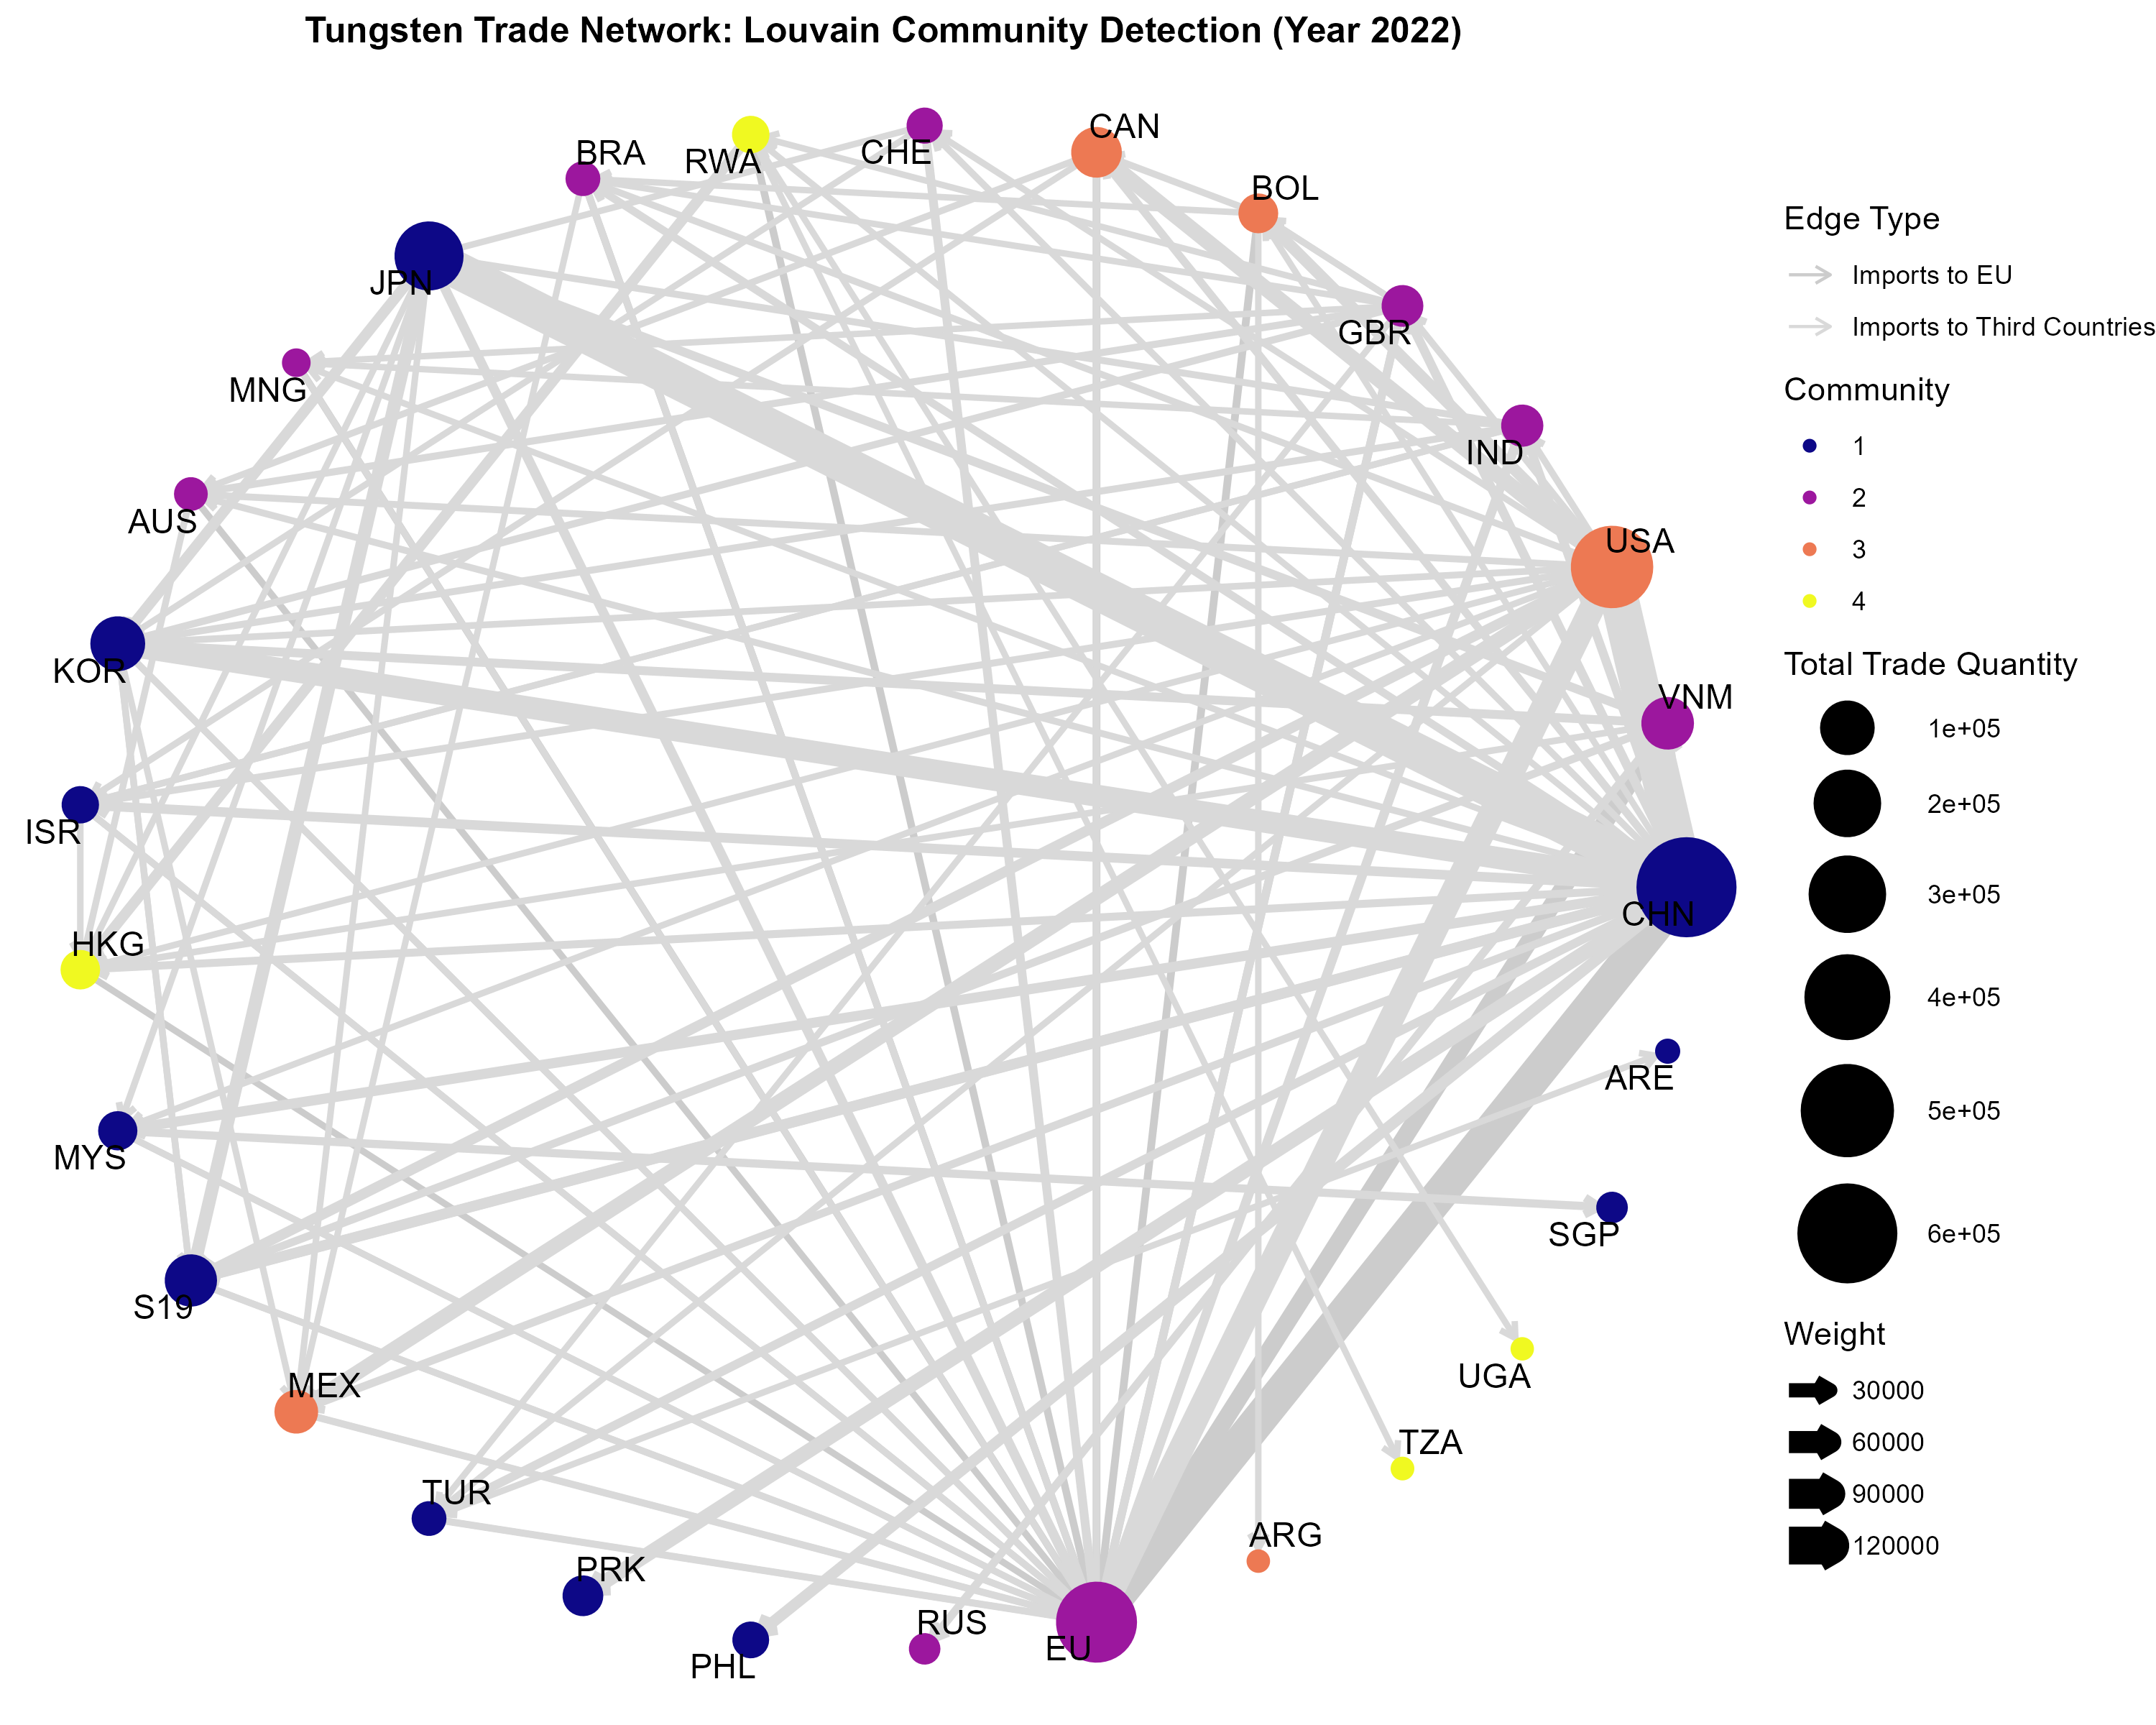 Tungsten Trade Network: Louvain Community Detection (Year 2022)
CAN
BRA
CHE
RWA
BOL
JPN
GBR
MNG
IND
AUS
USA
KOR
VNM
ISR
CHN
HKG
ARE
MYS
SGP
S19
UGA
MEX
TZA
TUR
ARG
PRK
RUS
EU
PHL
Edge Type
Imports to EU
Imports to Third Countries
Community
1
2
3
4
Total Trade Quantity
1e+05
2e+05
3e+05
4e+05
5e+05
6e+05
Weight
30000
60000
90000
120000